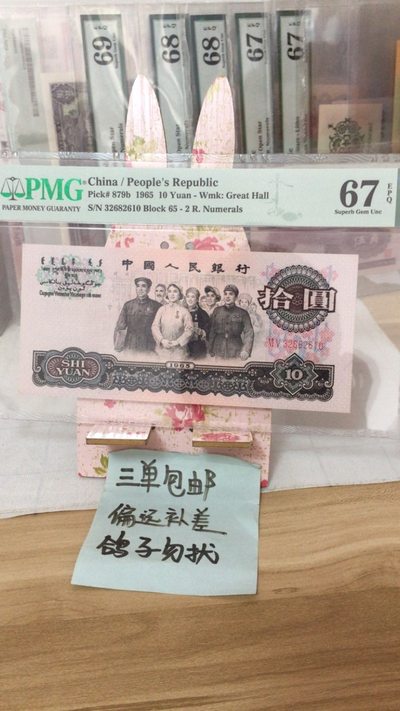 69
68
68
67
67
PMG
PAPER MONEY GUARANTY
China / People's Republic
Pick# 879b 1965 10 Yuan - Wmk: Great Hall
S/N 32682610 Block 65 - 2 R. Numerals
67
EPQ
Superb Gem Unc
中國人民銀行
拾圓
MV 32682610
SHI
YUAN
1965
10
三单包邮
偏远补差
鸽子勿扰